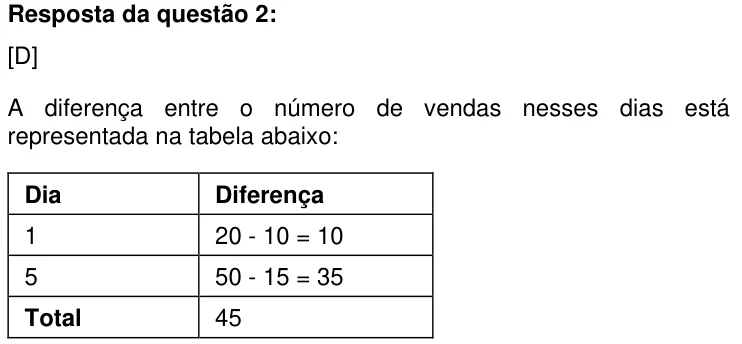 Resposta da questão 2:
[D]
A diferença entre o número de vendas nesses dias está
representada na tabela abaixo:
Dia Diferença
1 20 - 10 = 10
5 50 - 15 = 35
Total 45